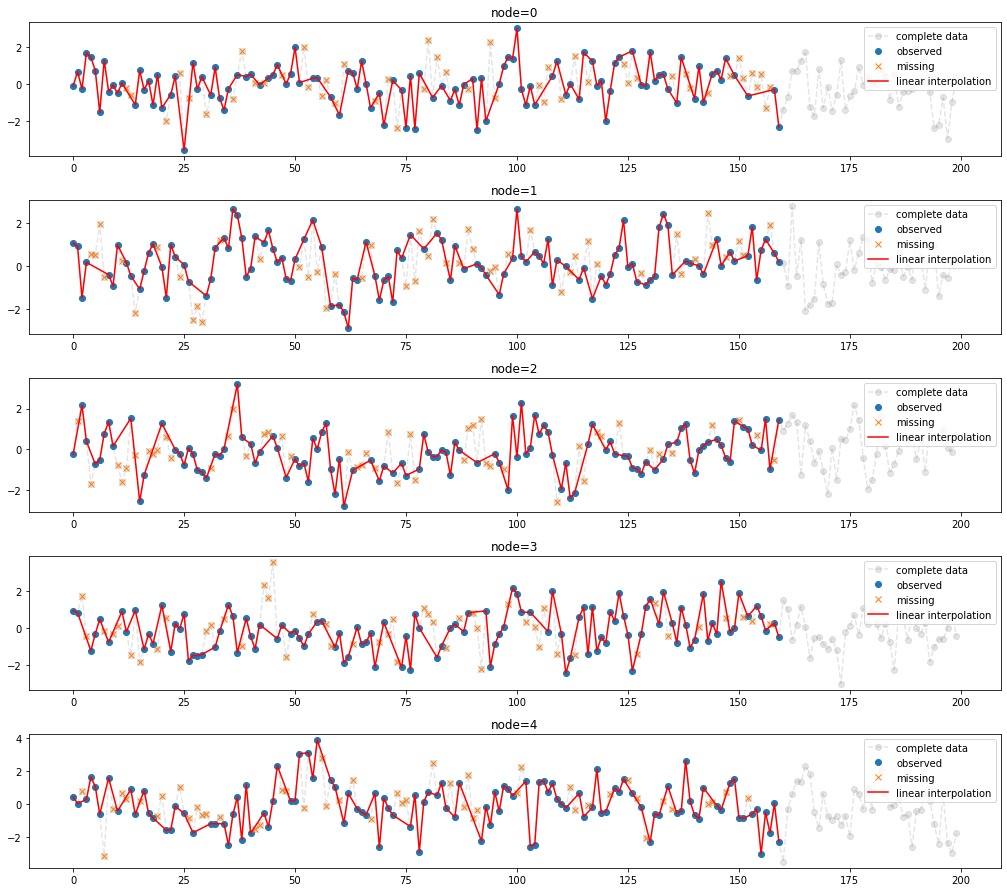 node=0
complete data
observed
missing
linear interpolation
2
0
−2
0 25 50 75 100 125 150 175 200
node=1
complete data
observed
missing
linear interpolation
2
0
−2
0 25 50 75 100 125 150 175 200
node=2
complete data
observed
missing
linear interpolation
2
0
−2
0 25 50 75 100 125 150 175 200
node=3
complete data
observed
missing
linear interpolation
2
0
−2
0 25 50 75 100 125 150 175 200
node=4
complete data
observed
missing
linear interpolation
4
2
0
−2
0 25 50 75 100 125 150 175 200